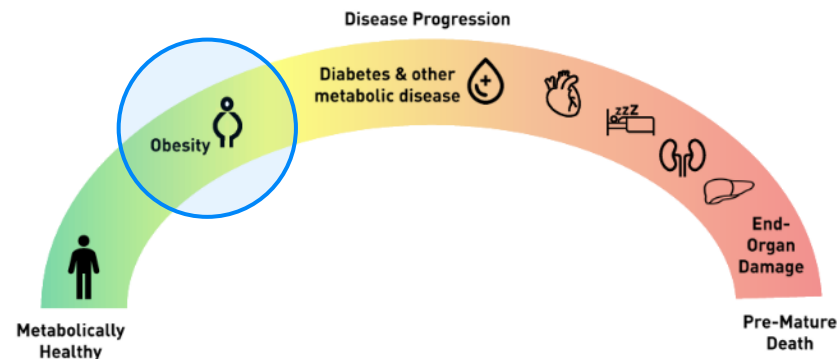 Disease Progression
Diabetes & other
metabolic disease
Obesity
zzZ
End-
Organ
Damage
Metabolically
Healthy
Pre-Mature
Death